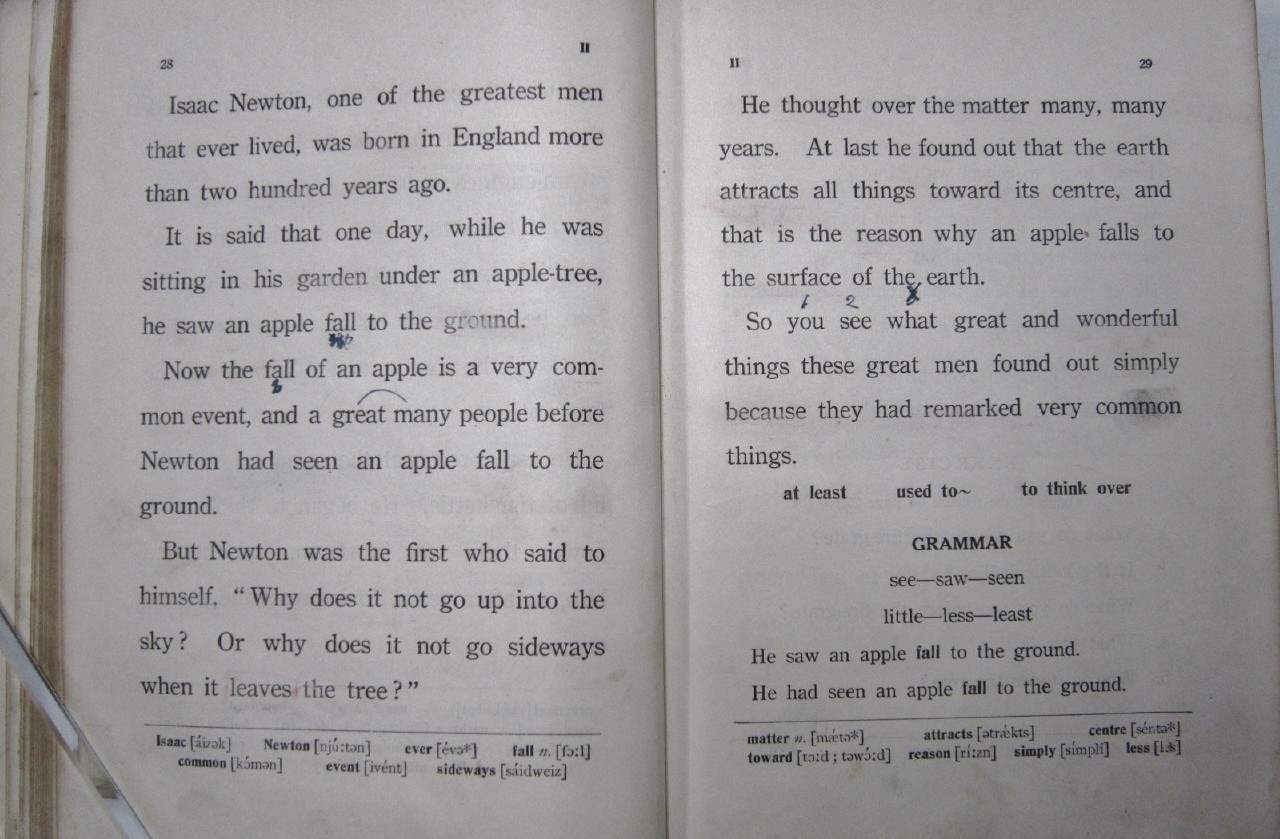 28
II
Isaac Newton, one of the greatest men
that ever lived, was born in England more
than two hundred years ago.
It is said that one day, while he was
sitting in his garden under an apple-tree,
he saw an apple fall to the ground.
Now the fall of an apple is a very com-
mon event, and a great many people before
Newton had seen an apple fall to the
ground.
But Newton was the first who said to
himself, "Why does it not go up into the
sky? Or why does it not go sideways
when it leaves the tree?"
Isaac [áizək] Newton [njú:tən] ever [évə*] fall n. [fɔ:l]
common [kɔ́mən] event [ivént] sideways [sáidweiz]
II
29
He thought over the matter many, many
years. At last he found out that the earth
attracts all things toward its centre, and
that is the reason why an apple falls to
the surface of the earth.
1 2
So you see what great and wonderful
things these great men found out simply
because they had remarked very common
things.
at least used to~ to think over
GRAMMAR
see—saw—seen
little—less—least
He saw an apple fall to the ground.
He had seen an apple fall to the ground.
matter n. [mǽtə*] attracts [ətrǽkts] centre [séntə*]
toward [tɔ:d ; təwɔ́:d] reason [rí:zn] simply [símpli] less [les]